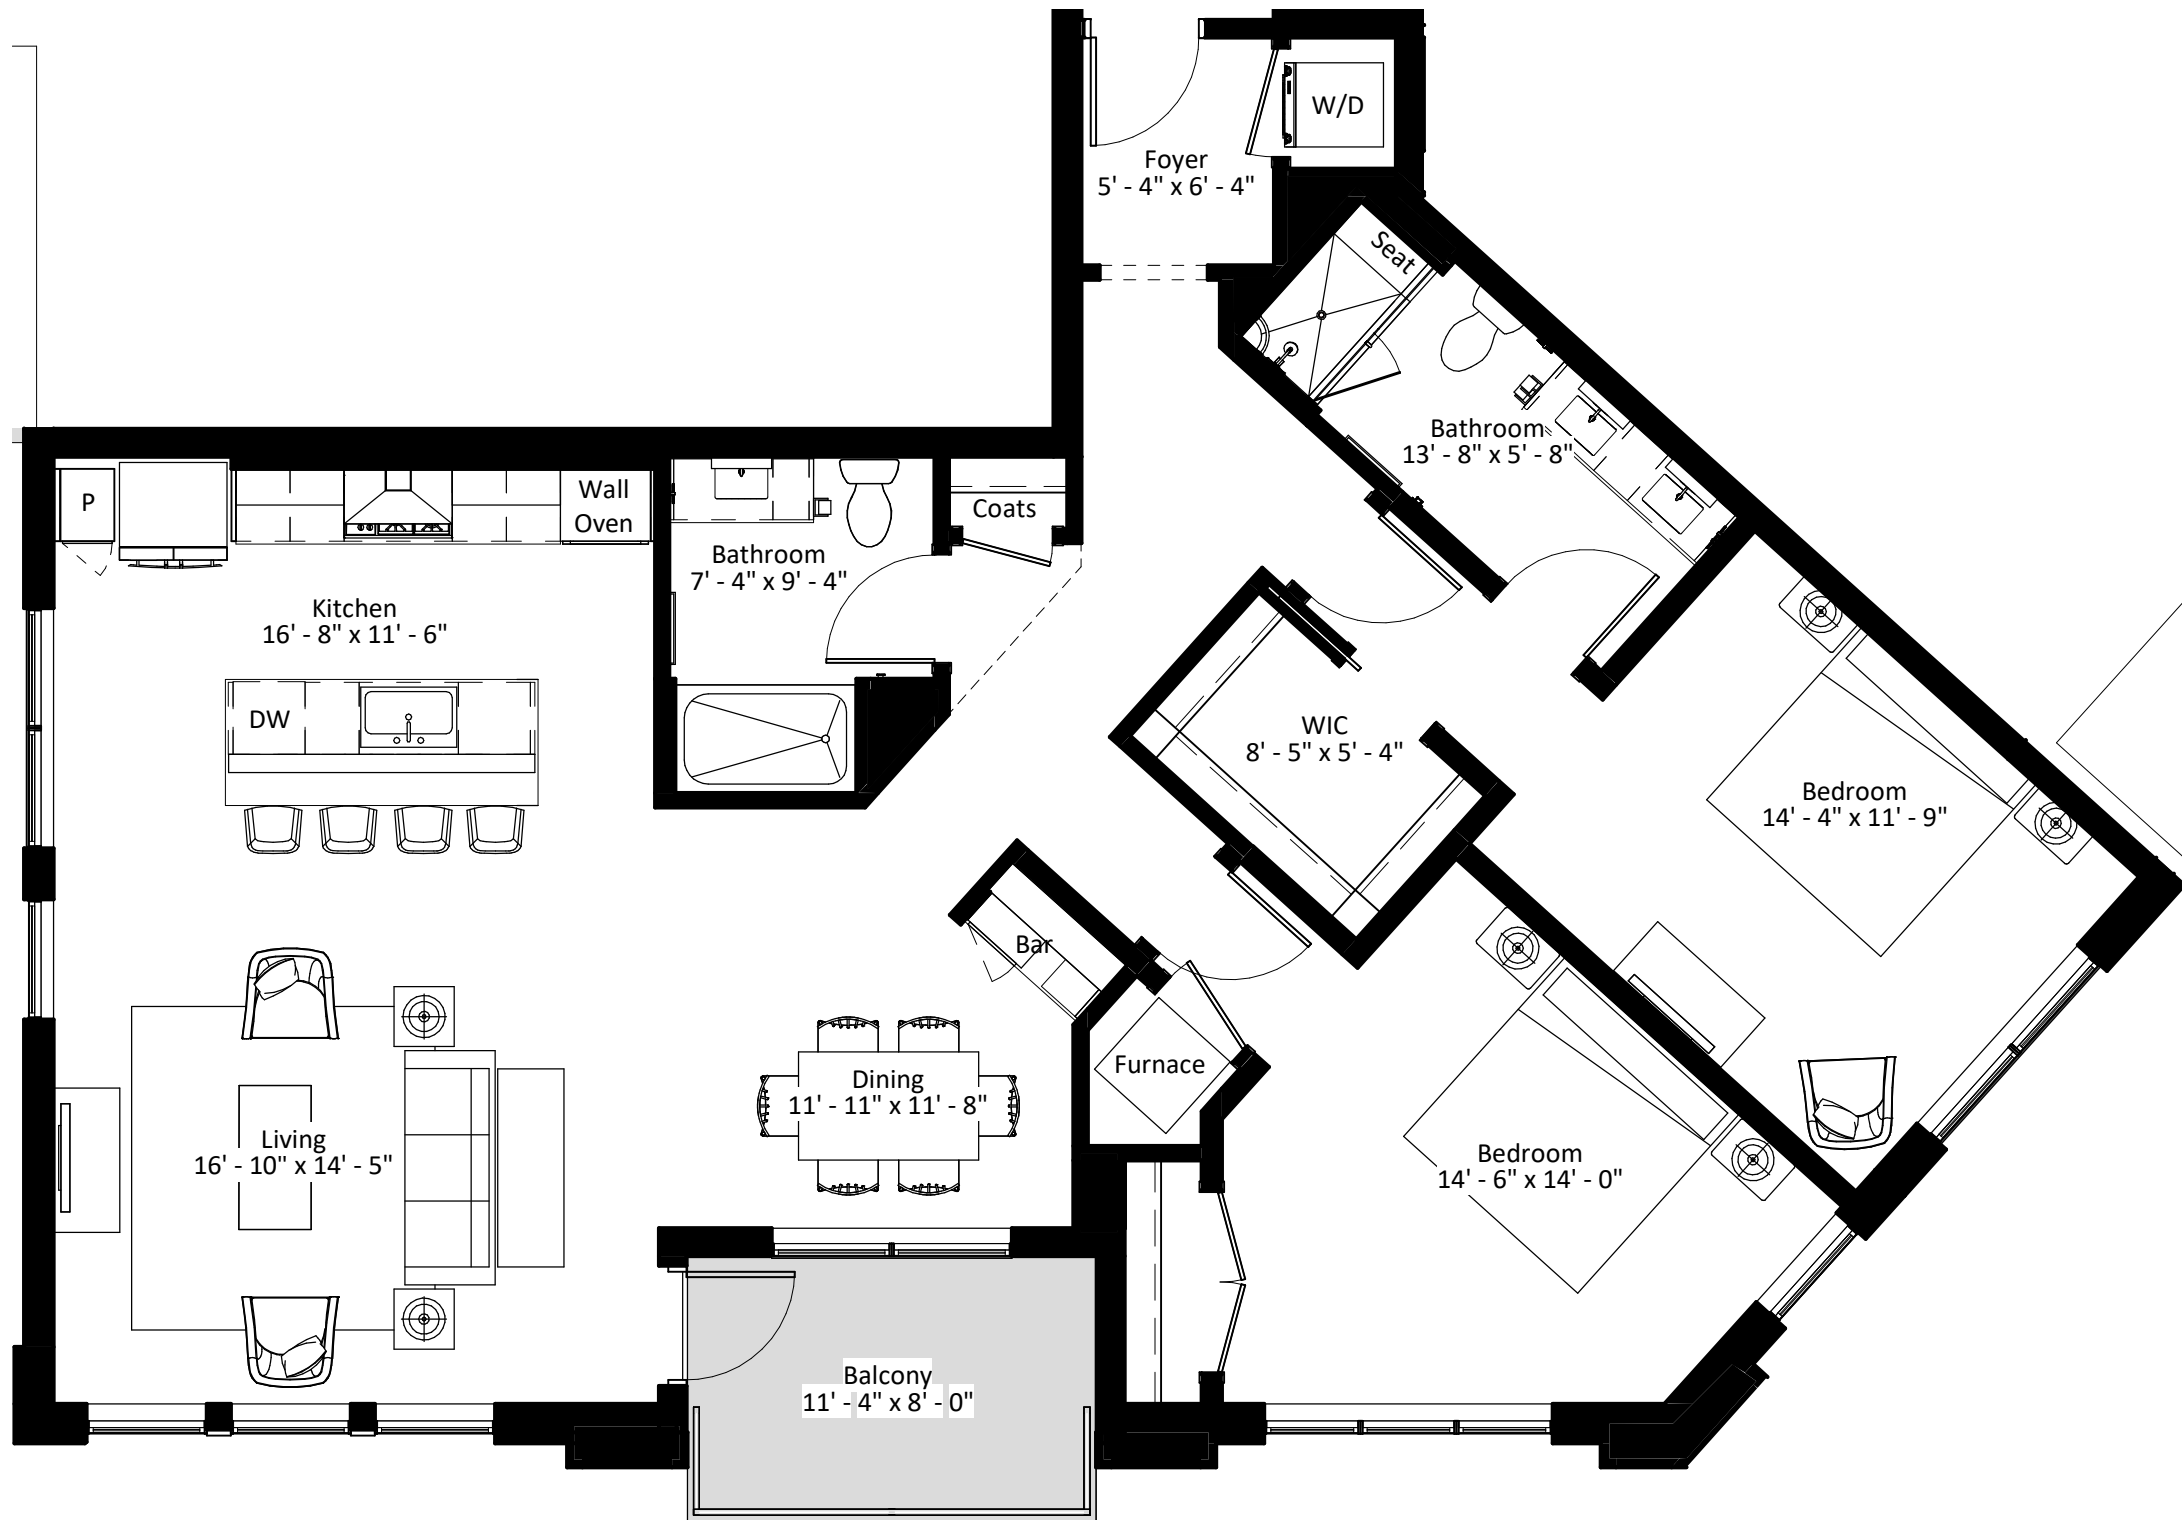 W/D
Foyer
5' - 4" x 6' - 4"
Seat
Bathroom
13' - 8" x 5' - 8"
P
Wall
Oven
Coats
Bathroom
7' - 4" x 9' - 4"
Kitchen
16' - 8" x 11' - 6"
DW
WIC
8' - 5" x 5' - 4"
Bedroom
14' - 4" x 11' - 9"
Bar
Furnace
Dining
11' - 11" x 11' - 8"
Living
16' - 10" x 14' - 5"
Bedroom
14' - 6" x 14' - 0"
Balcony
11' - 4" x 8' - 0"